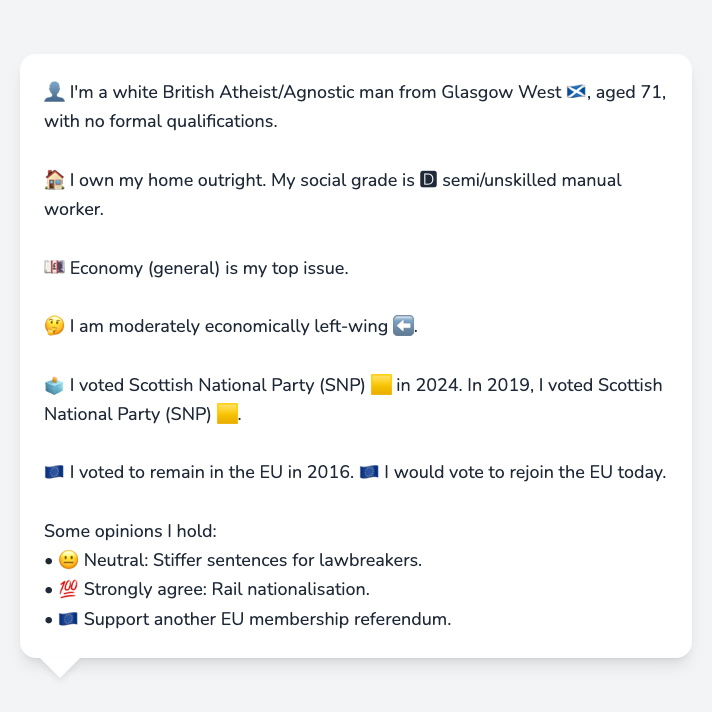 👤 I'm a white British Atheist/Agnostic man from Glasgow West 🏴󠁧󠁢󠁳󠁣󠁴󠁿, aged 71,
with no formal qualifications.
🏠 I own my home outright. My social grade is 🅳 semi/unskilled manual
worker.
💷 Economy (general) is my top issue.
🤔 I am moderately economically left-wing ⬅️.
🗳️ I voted Scottish National Party (SNP) 🟨 in 2024. In 2019, I voted Scottish
National Party (SNP) 🟨.
🇪🇺 I voted to remain in the EU in 2016. 🇪🇺 I would vote to rejoin the EU today.
Some opinions I hold:
• 😐 Neutral: Stiffer sentences for lawbreakers.
• 💯 Strongly agree: Rail nationalisation.
• 🇪🇺 Support another EU membership referendum.